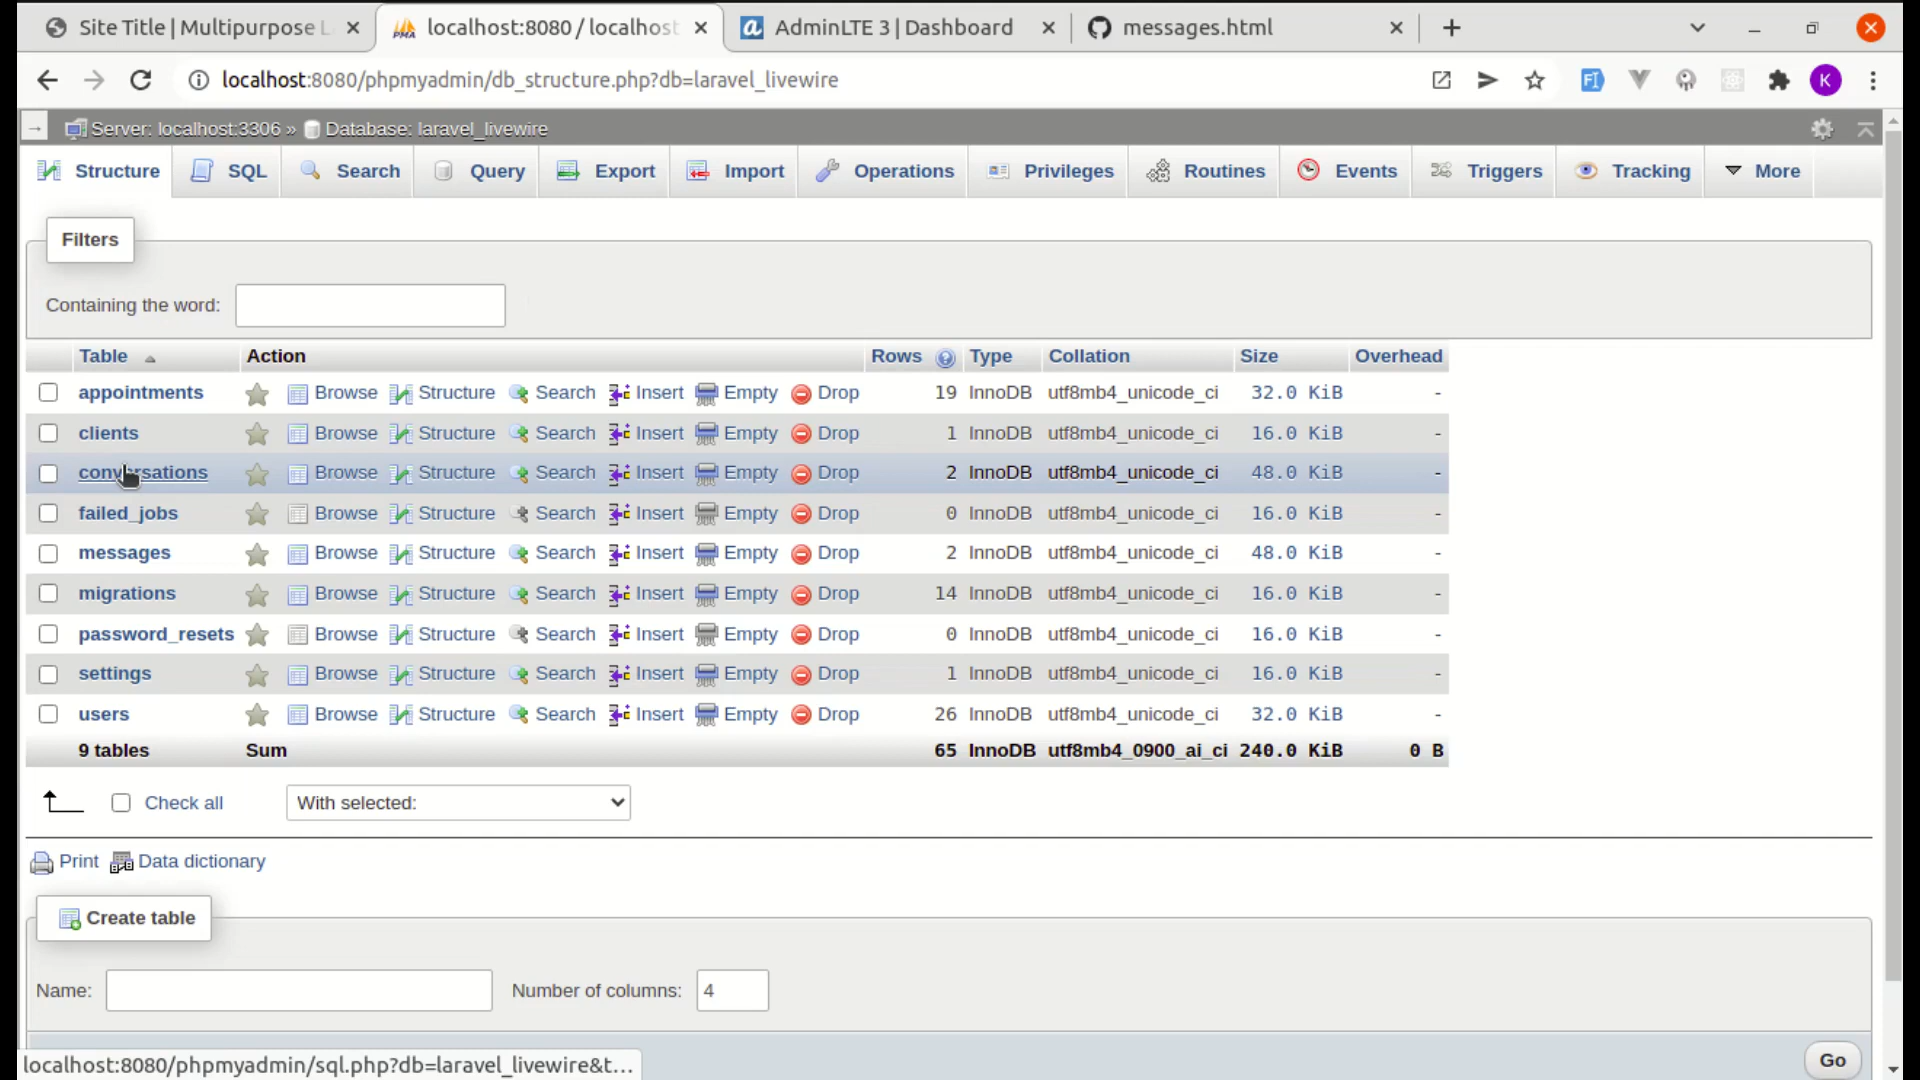 Site Title | Multipurpose L
localhost:8080 / localhost
AdminLTE 3 | Dashboard
messages.html
localhost:8080/phpmyadmin/db_structure.php?db=laravel_livewire
K
Server: localhost:3306 » Database: laravel_livewire
Structure SQL Search Query Export Import Operations Privileges Routines Events Triggers Tracking More
Filters
Containing the word:
Table Action Rows Type Collation Size Overhead
appointments Browse Structure Search Insert Empty Drop 19 InnoDB utf8mb4_unicode_ci 32.0 KiB -
clients Browse Structure Search Insert Empty Drop 1 InnoDB utf8mb4_unicode_ci 16.0 KiB -
conversations Browse Structure Search Insert Empty Drop 2 InnoDB utf8mb4_unicode_ci 48.0 KiB -
failed_jobs Browse Structure Search Insert Empty Drop 0 InnoDB utf8mb4_unicode_ci 16.0 KiB -
messages Browse Structure Search Insert Empty Drop 2 InnoDB utf8mb4_unicode_ci 48.0 KiB -
migrations Browse Structure Search Insert Empty Drop 14 InnoDB utf8mb4_unicode_ci 16.0 KiB -
password_resets Browse Structure Search Insert Empty Drop 0 InnoDB utf8mb4_unicode_ci 16.0 KiB -
settings Browse Structure Search Insert Empty Drop 1 InnoDB utf8mb4_unicode_ci 16.0 KiB -
users Browse Structure Search Insert Empty Drop 26 InnoDB utf8mb4_unicode_ci 32.0 KiB -
9 tables Sum 65 InnoDB utf8mb4_0900_ai_ci 240.0 KiB 0 B
Check all With selected:
Print Data dictionary
Create table
Name: Number of columns: 4
localhost:8080/phpmyadmin/sql.php?db=laravel_livewire&t...
Go